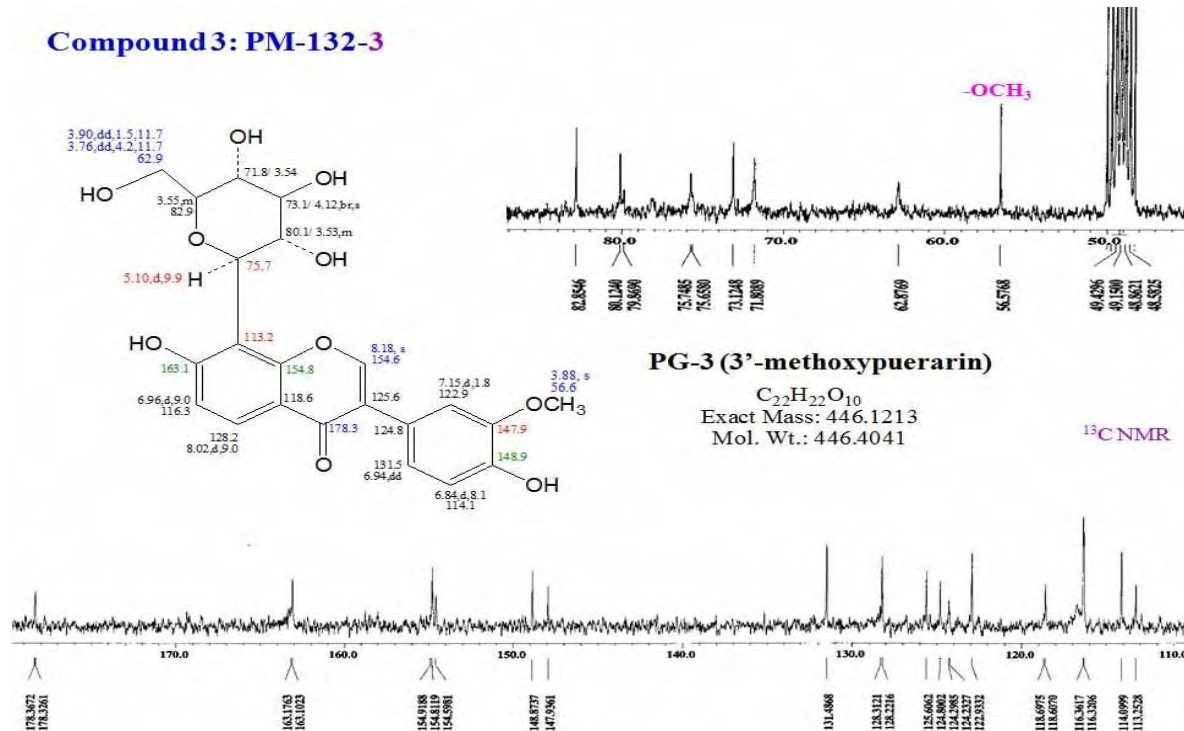 Compound 3: PM-132-3
-OCH3
3.90,dd,1.5,11.7
3.76,dd,4.2,11.7
62.9
OH
HO
71.8/ 3.54
OH
3.55,m
82.9
73.1/ 4.12,br,s
80.1/ 3.53,m
O
OH
5.10,d,9.9
H
75.7
80.0
70.0
60.0
50.0
82.8546
80.1240
79.8690
75.7485
75.6580
73.1248
71.8089
62.8769
56.5768
49.4296
49.1500
48.8621
48.5825
HO
113.2
O
8.18, s
154.6
163.1
154.8
6.96,d,9.0
116.3
118.6
125.6
7.15,d,1.8
122.9
3.88, s
56.6
OCH3
128.2
8.02,d,9.0
178.3
124.8
147.9
O
131.5
6.94,dd
148.9
OH
6.84,d,8.1
114.1
PG-3 (3’-methoxypuerarin)
C22H22O10
Exact Mass: 446.1213
Mol. Wt.: 446.4041
13C NMR
170.0
160.0
150.0
140.0
130.0
120.0
110.0
178.3672
178.3261
163.1763
163.1023
154.9188
154.8119
154.5981
148.8737
147.9361
131.4868
128.3121
128.2216
125.6062
124.8002
124.2985
124.2327
122.9332
118.6975
118.6070
116.3617
116.3206
114.0999
113.2528